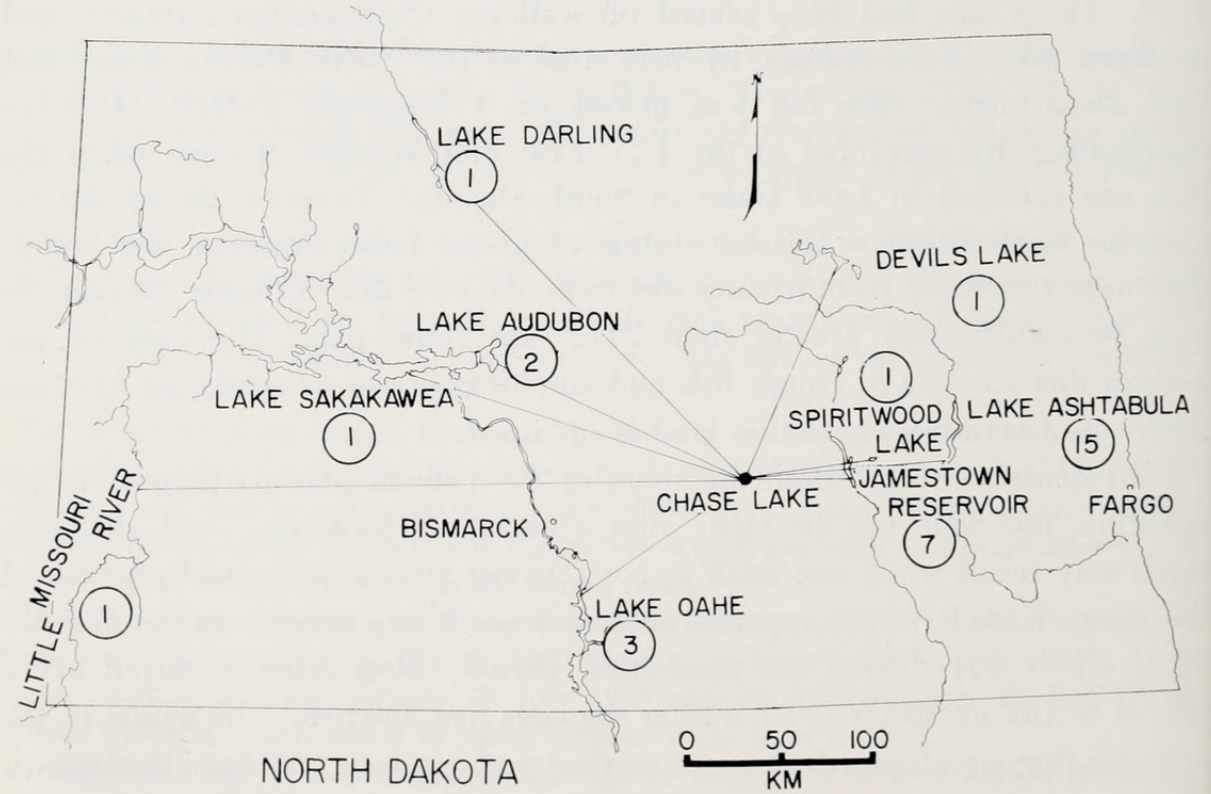 N
LAKE DARLING
1
DEVILS LAKE
1
LAKE AUDUBON
2
LAKE SAKAKAWEA
1
1
SPIRITWOOD
LAKE
LAKE ASHTABULA
15
CHASE LAKE
JAMESTOWN
RESERVOIR
7
FARGO
BISMARCK
LITTLE MISSOURI
RIVER
1
LAKE OAHE
3
0 50 100
KM
NORTH DAKOTA